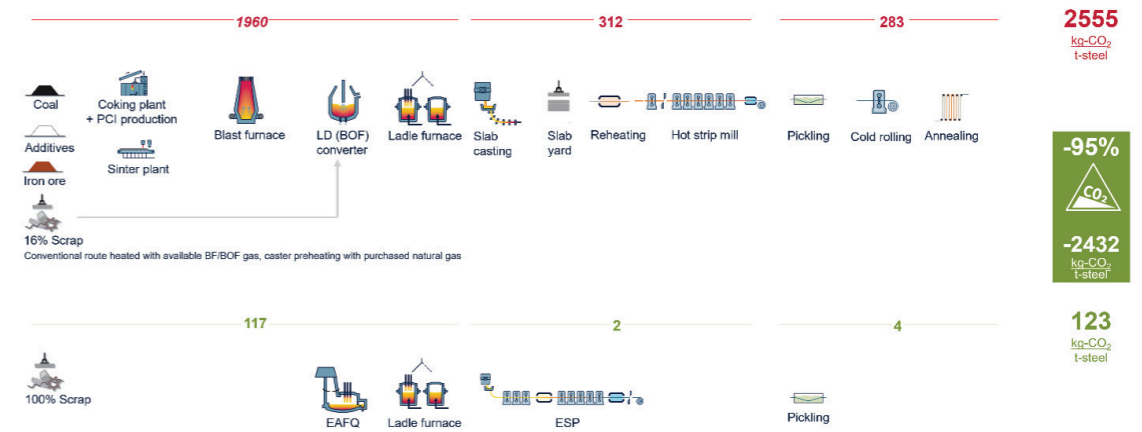 1960
312
283
2555
kg-CO₂
t-steel
Coal
Coking plant
+ PCI production
Blast furnace
LD (BOF)
converter
Ladle furnace
Slab
casting
Slab
yard
Reheating
Hot strip mill
Pickling
Cold rolling
Annealing
Additives
Sinter plant
Iron ore
16% Scrap
Conventional route heated with available BF/BOF gas, caster preheating with purchased natural gas
-95%
CO₂
-2432
kg-CO₂
t-steel
117
2
4
123
kg-CO₂
t-steel
100% Scrap
EAFQ
Ladle furnace
ESP
Pickling